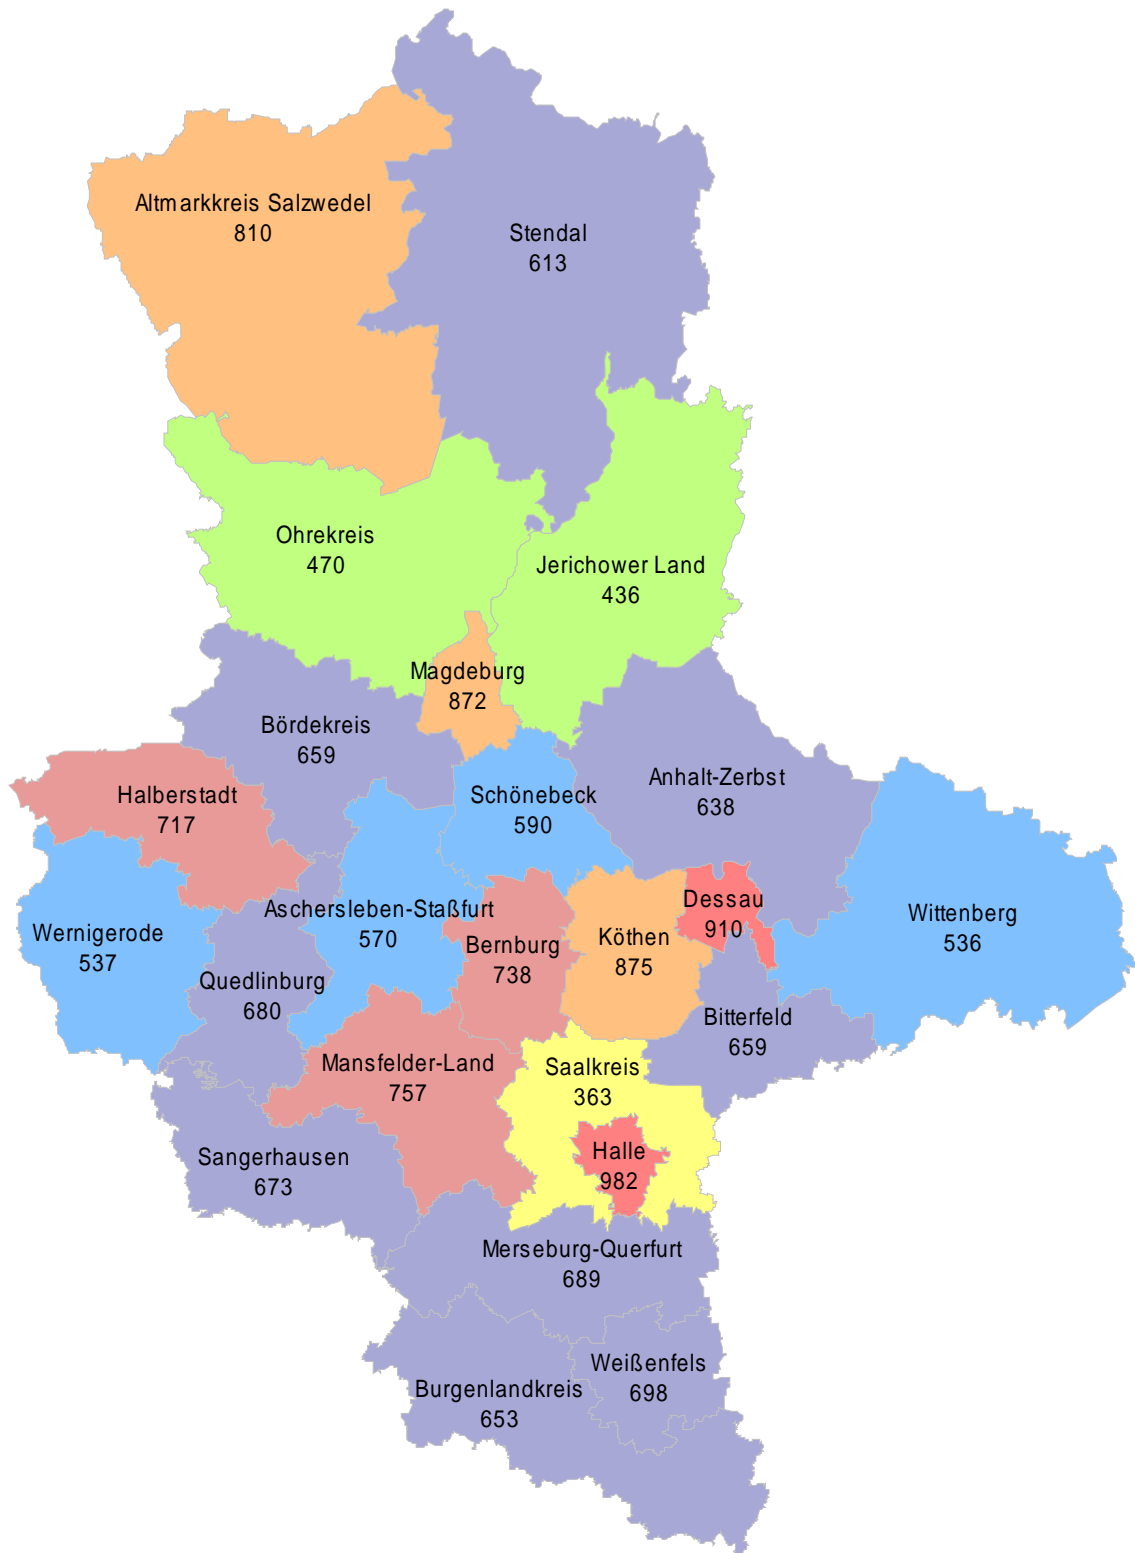 Altmarkkreis Salzwedel
810
Stendal
613
Ohrekreis
470
Jerichower Land
436
Magdeburg
872
Bördekreis
659
Halberstadt
717
Schönebeck
590
Anhalt-Zerbst
638
Wernigerode
537
Aschersleben-Staßfurt
570
Quedlinburg
680
Bernburg
738
Köthen
875
Dessau
910
Wittenberg
536
Bitterfeld
659
Mansfelder-Land
757
Saalkreis
363
Halle
982
Sangerhausen
673
Merseburg-Querfurt
689
Weißenfels
698
Burgenlandkreis
653